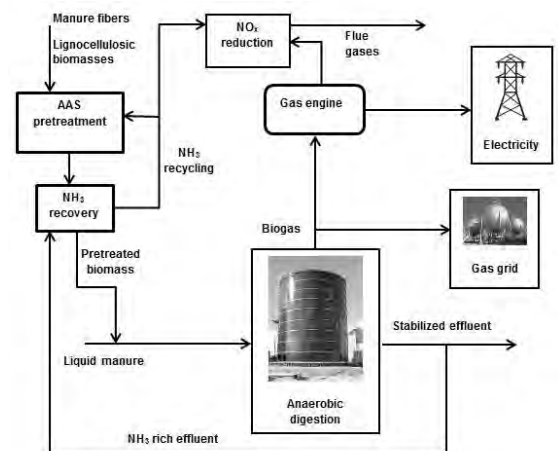 Manure fibers
Lignocellulosic
biomasses
AAS
pretreatment
NH₃
recovery
NH₃
recycling
NOx
reduction
Flue
gases
Gas engine
Electricity
Biogas
Gas grid
Pretreated
biomass
Liquid manure
Anaerobic
digestion
Stabilized effluent
NH₃ rich effluent